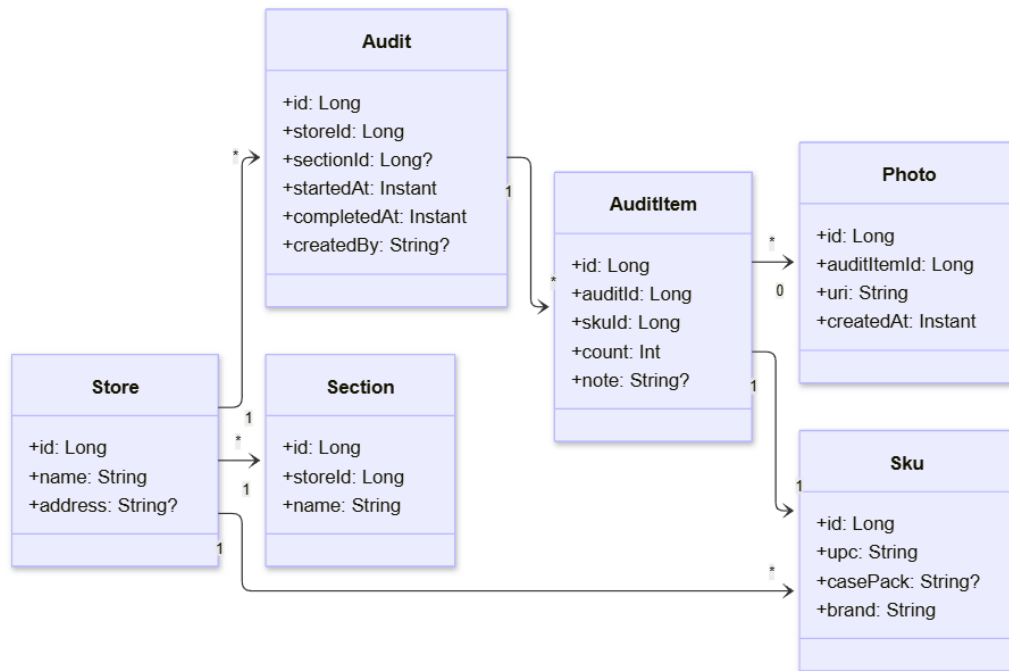 Audit
+id: Long
+storeId: Long
+sectionId: Long?
+startedAt: Instant
+completedAt: Instant
+createdBy: String?
*
1
*
AuditItem
+id: Long
+auditId: Long
+skuId: Long
+count: Int
+note: String?
*
0
1
1
Photo
+id: Long
+auditItemId: Long
+uri: String
+createdAt: Instant
Store
+id: Long
+name: String
+address: String?
1
*
1
1
*
Section
+id: Long
+storeId: Long
+name: String
Sku
+id: Long
+upc: String
+casePack: String?
+brand: String